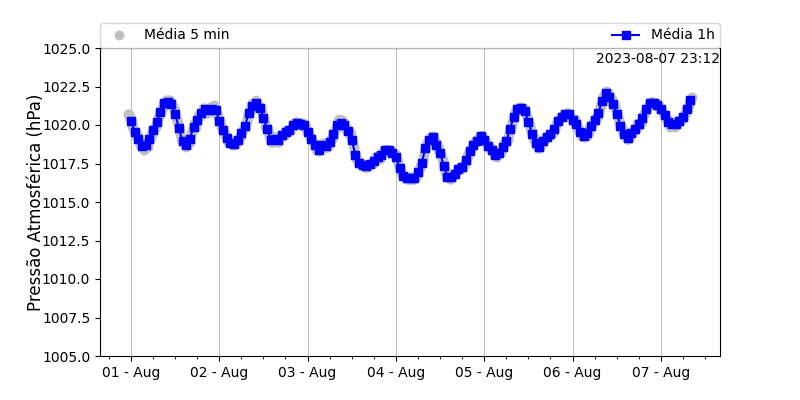 Média 5 min
Média 1h
2023-08-07 23:12
Pressão Atmosférica (hPa)
1025.0
1022.5
1020.0
1017.5
1015.0
1012.5
1010.0
1007.5
1005.0
01 - Aug
02 - Aug
03 - Aug
04 - Aug
05 - Aug
06 - Aug
07 - Aug